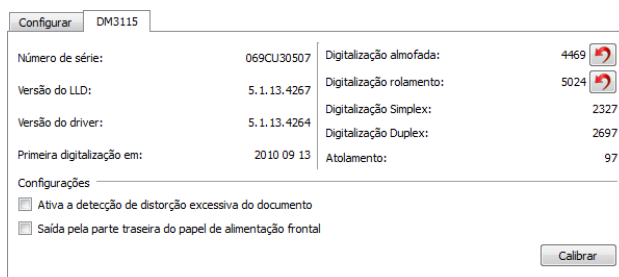 Configurar DM3115
Número de série: 069CU30507
Versão do LLD: 5.1.13.4267
Versão do driver: 5.1.13.4264
Primeira digitalização em: 2010 09 13
Digitalização almofada: 4469
Digitalização rolamento: 5024
Digitalização Simplex: 2327
Digitalização Duplex: 2697
Atolamento: 97
Configurações
Ativa a detecção de distorção excessiva do documento
Saída pela parte traseira do papel de alimentação frontal
Calibrar